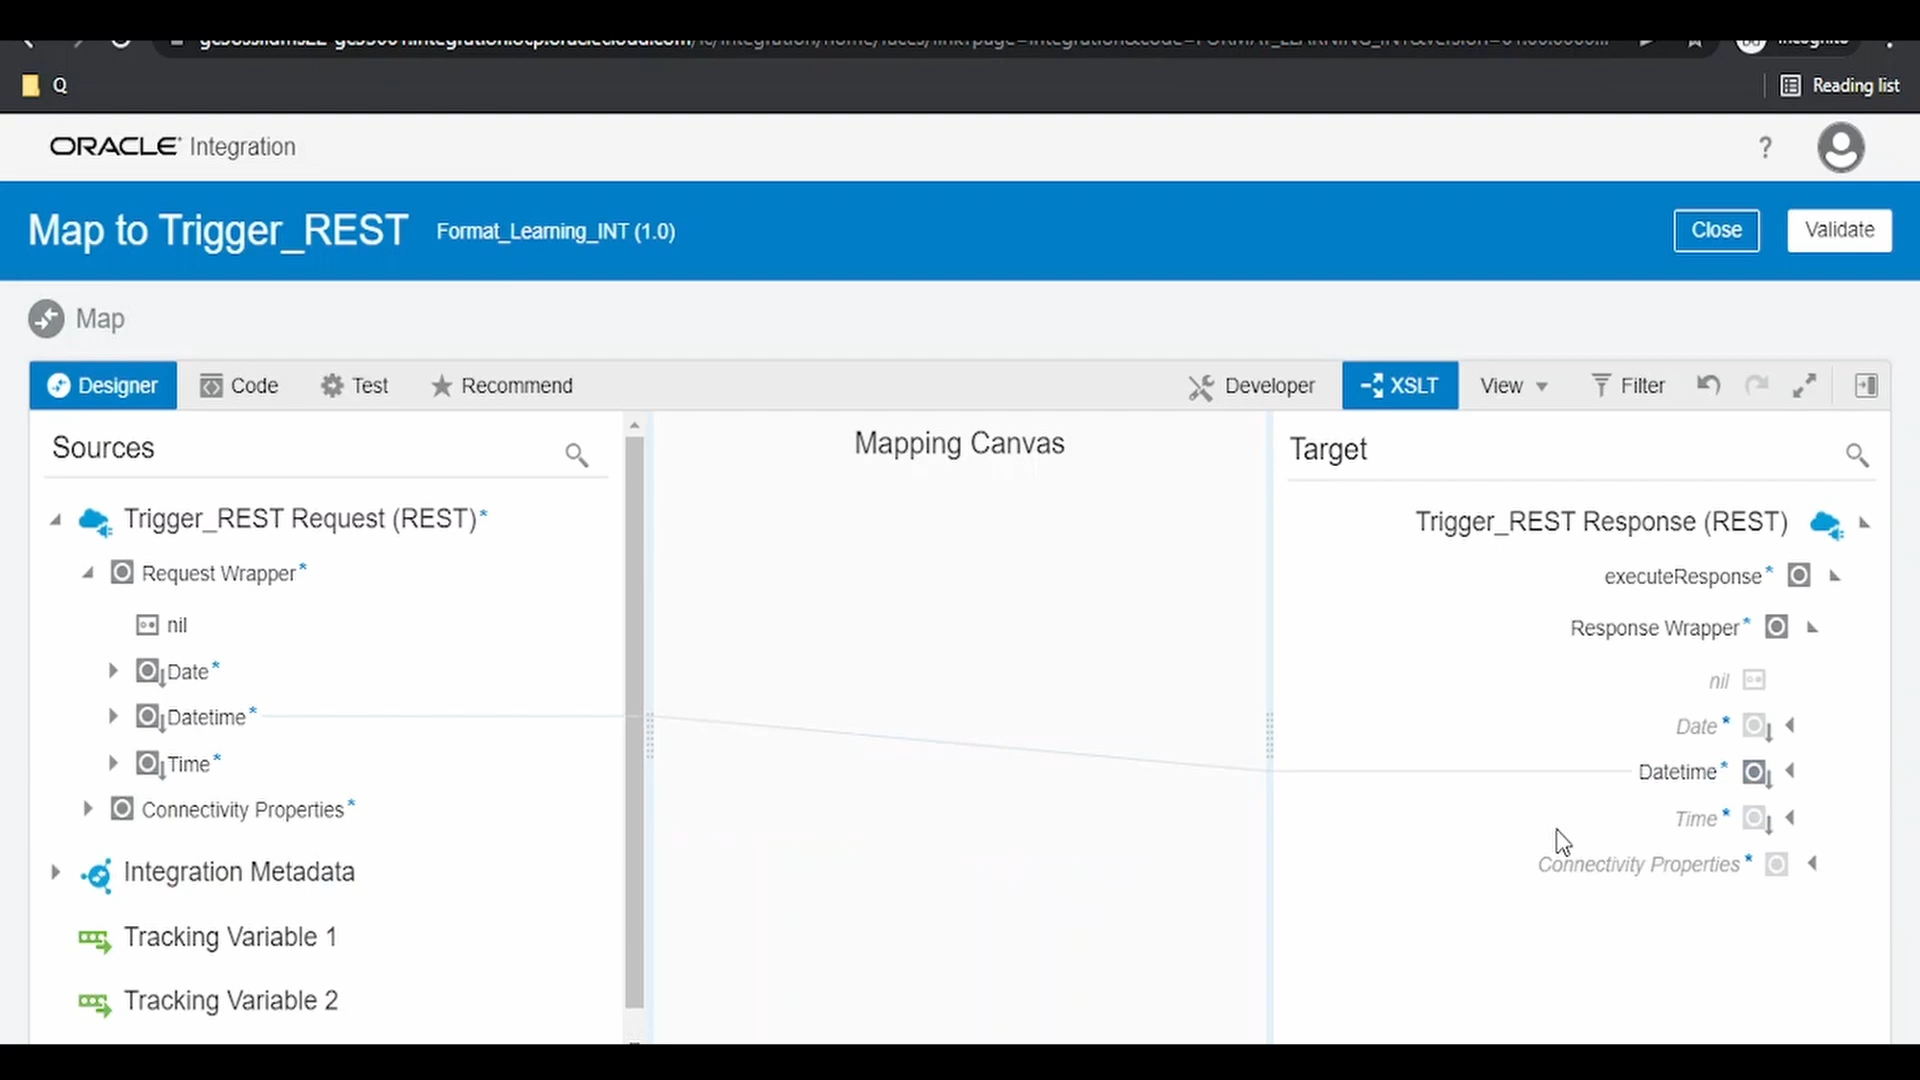 Q
Reading list
ORACLE Integration
?
Map to Trigger_REST Format_Learning_INT (1.0)
Close
Validate
Map
Designer
Code
Test
Recommend
Developer
XSLT
View
Filter
Sources
Mapping Canvas
Target
Trigger_REST Request (REST)*
Request Wrapper*
nil
Date*
Datetime*
Time*
Connectivity Properties*
Integration Metadata
Tracking Variable 1
Tracking Variable 2
Trigger_REST Response (REST)
executeResponse*
Response Wrapper*
nil
Date*
Datetime*
Time*
Connectivity Properties*